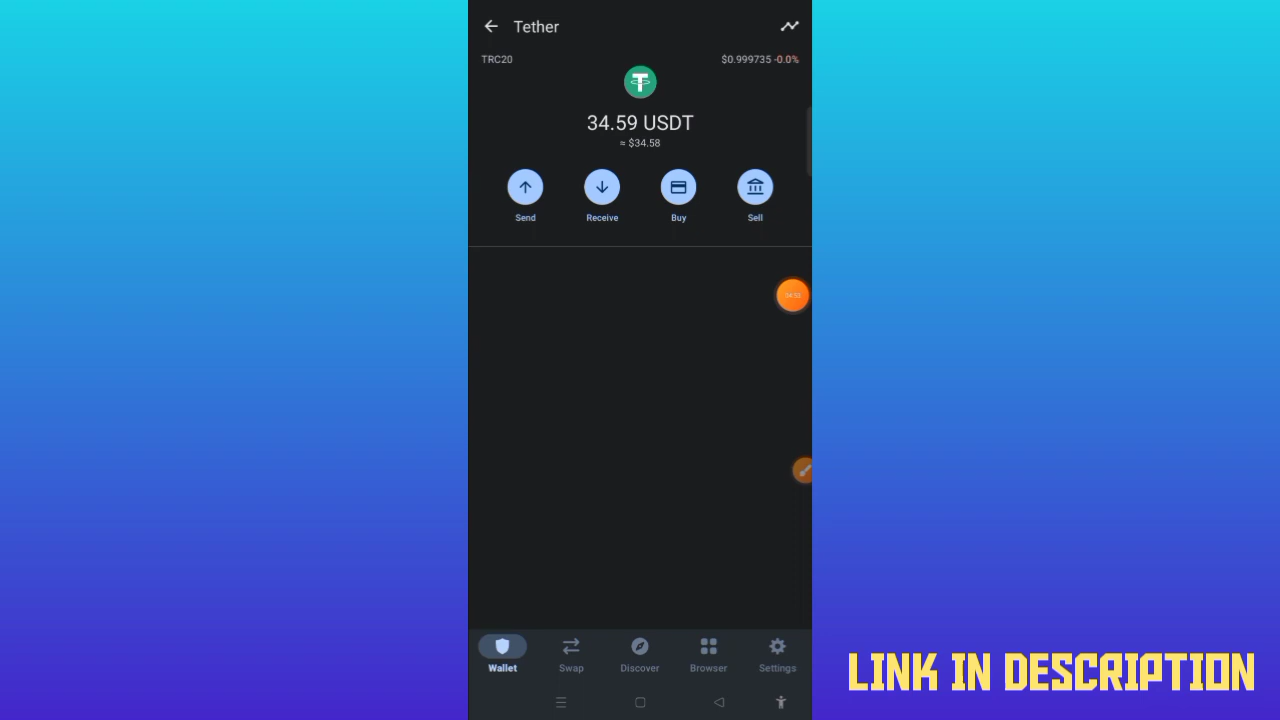 Tether
TRC20
$0.999735 -0.0%
34.59 USDT
≈ $34.58
Send
Receive
Buy
Sell
Wallet
Swap
Discover
Browser
Settings
LINK IN DESCRIPTION